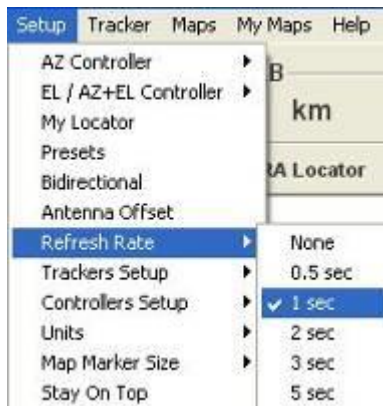 Setup Tracker Maps My Maps Help
AZ Controller
EL / AZ+EL Controller
My Locator
Presets
Bidirectional
Antenna Offset
Refresh Rate
Trackers Setup
Controllers Setup
Units
Map Marker Size
Stay On Top
B
km
RA Locator
None
0.5 sec
1 sec
2 sec
3 sec
5 sec